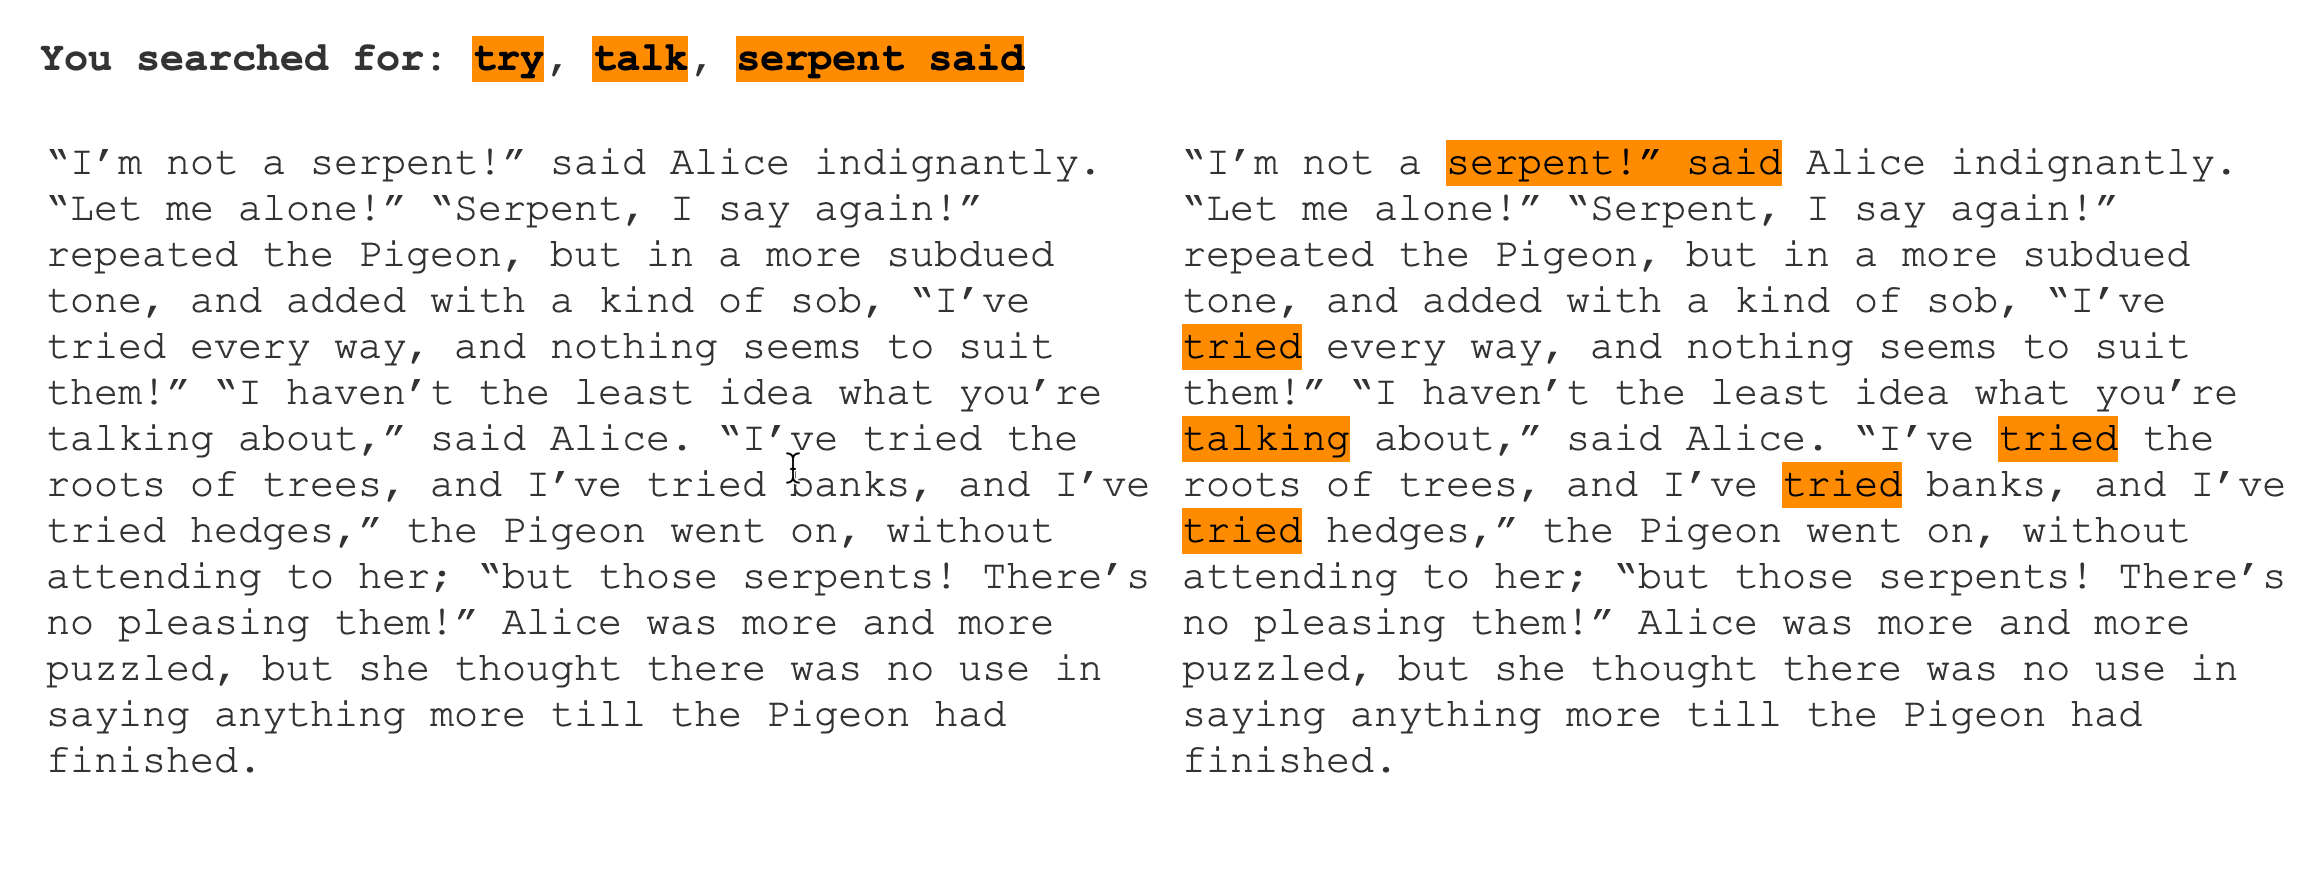 You searched for: try, talk, serpent said
“I’m not a serpent!” said Alice indignantly.
“Let me alone!” “Serpent, I say again!”
repeated the Pigeon, but in a more subdued
tone, and added with a kind of sob, “I’ve
tried every way, and nothing seems to suit
them!” “I haven’t the least idea what you’re
talking about,” said Alice. “I’ve tried the
roots of trees, and I’ve tried banks, and I’ve
tried hedges,” the Pigeon went on, without
attending to her; “but those serpents! There’s
no pleasing them!” Alice was more and more
puzzled, but she thought there was no use in
saying anything more till the Pigeon had
finished.
“I’m not a serpent!” said Alice indignantly.
“Let me alone!” “Serpent, I say again!”
repeated the Pigeon, but in a more subdued
tone, and added with a kind of sob, “I’ve
tried every way, and nothing seems to suit
them!” “I haven’t the least idea what you’re
talking about,” said Alice. “I’ve tried the
roots of trees, and I’ve tried banks, and I’ve
tried hedges,” the Pigeon went on, without
attending to her; “but those serpents! There’s
no pleasing them!” Alice was more and more
puzzled, but she thought there was no use in
saying anything more till the Pigeon had
finished.